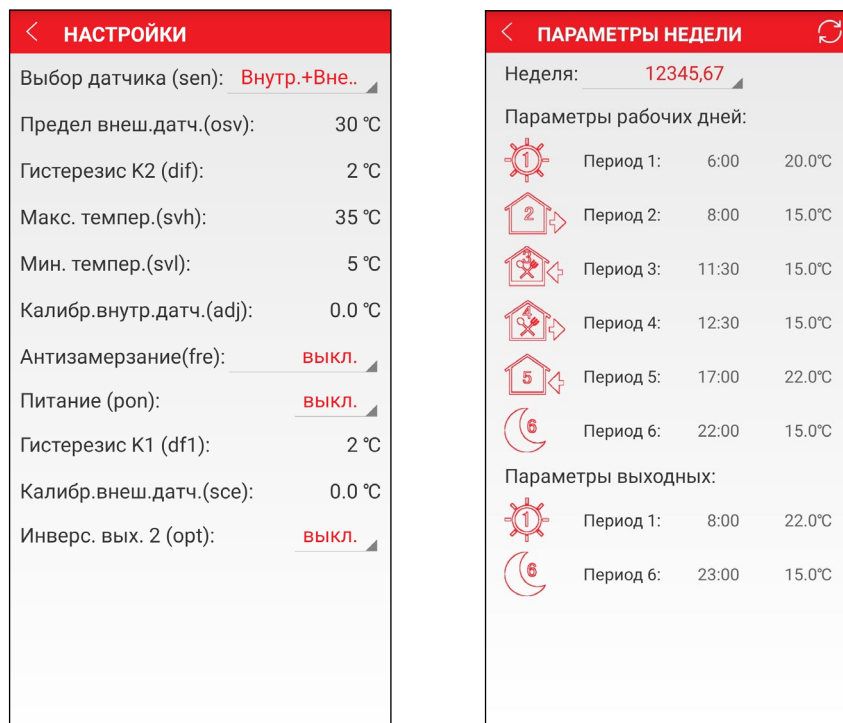 НАСТРОЙКИ
Выбор датчика (sen): Внутр.+Вне..
Предел внеш.датч.(osv): 30 ℃
Гистерезис K2 (dif): 2 ℃
Макс. темпер.(svh): 35 ℃
Мин. темпер.(svl): 5 ℃
Калибр.внутр.датч.(adj): 0.0 ℃
Антизамерзание(fre): выкл.
Питание (pon): выкл.
Гистерезис K1 (df1): 2 ℃
Калибр.внеш.датч.(sce): 0.0 ℃
Инверс. вых. 2 (opt): выкл.
ПАРАМЕТРЫ НЕДЕЛИ
Неделя: 12345,67
Параметры рабочих дней:
1 Период 1: 6:00 20.0℃
2 Период 2: 8:00 15.0℃
3 Период 3: 11:30 15.0℃
4 Период 4: 12:30 15.0℃
5 Период 5: 17:00 22.0℃
6 Период 6: 22:00 15.0℃
Параметры выходных:
1 Период 1: 8:00 22.0℃
6 Период 6: 23:00 15.0℃